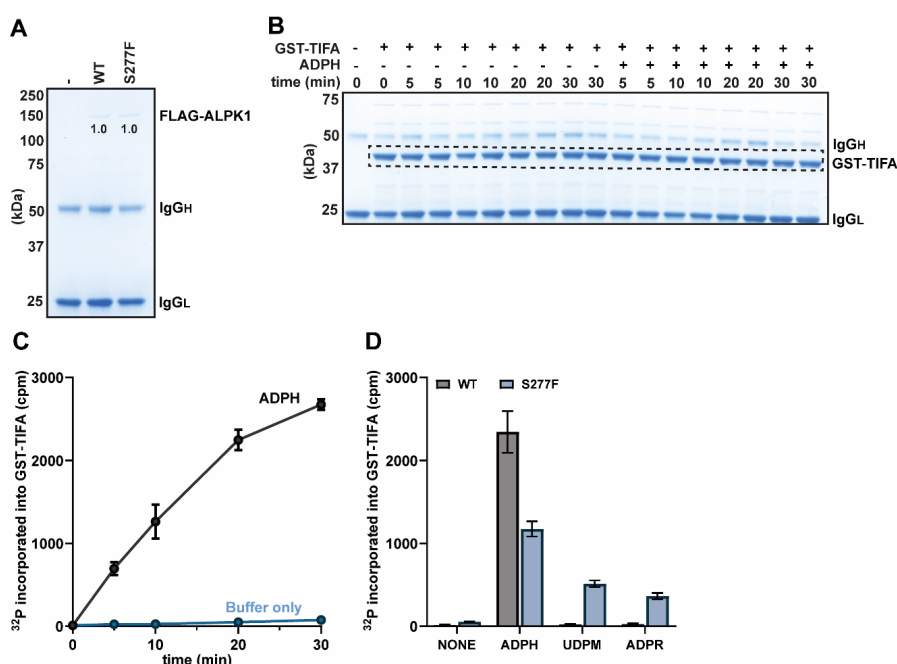 A
- WT S277F
250
150
100
75
50
37
25
(kDa)
FLAG-ALPK1
1.0 1.0
IgGH
IgGL
B
GST-TIFA - + + + + + + + + + + + + + + + +
ADPH - - - - - - - - - + + + + + + + +
time (min) 0 0 5 5 10 10 20 20 30 30 5 5 10 10 20 20 30 30
75
50
37
25
(kDa)
IgGH
GST-TIFA
IgGL
C
32P incorporated into GST-TIFA (cpm)
3000
2000
1000
0
ADPH
Buffer only
0 10 20 30
time (min)
D
32P incorporated into GST-TIFA (cpm)
3000
2000
1000
0
WT S277F
NONE ADPH UDPM ADPR